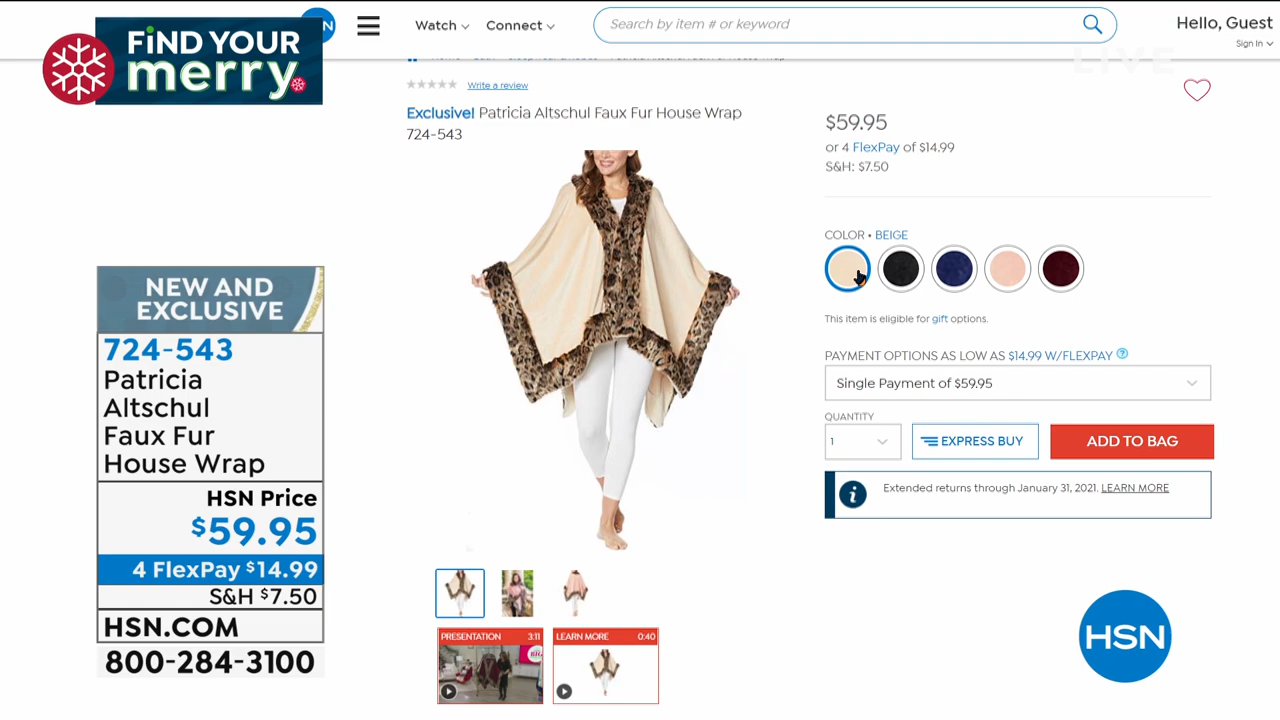 FiND YOUR
merry
Watch
Connect
Search by item # or keyword
Hello, Guest
Sign In
LIVE
Write a review
Exclusive! Patricia Altschul Faux Fur House Wrap
724-543
$59.95
or 4 FlexPay of $14.99
S&H: $7.50
COLOR • BEIGE
This item is eligible for gift options.
PAYMENT OPTIONS AS LOW AS $14.99 W/FLEXPAY ?
Single Payment of $59.95
QUANTITY
1
EXPRESS BUY
ADD TO BAG
i
Extended returns through January 31, 2021. LEARN MORE
NEW AND
EXCLUSIVE
724-543
Patricia
Altschul
Faux Fur
House Wrap
HSN Price
$59.95
4 FlexPay $14.99
S&H $7.50
HSN.COM
800-284-3100
PRESENTATION 3:11
LEARN MORE 0:40
HSN